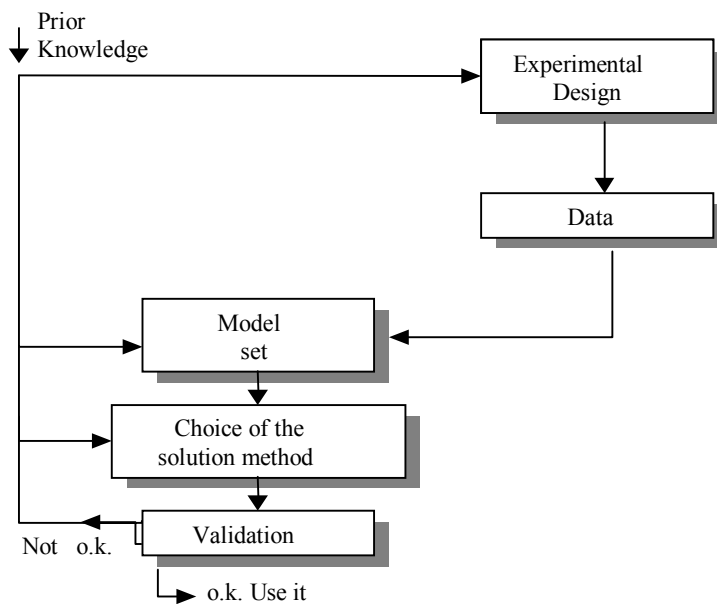 Prior
Knowledge
Experimental
Design
Data
Model
set
Choice of the
solution method
Validation
Not o.k.
o.k. Use it